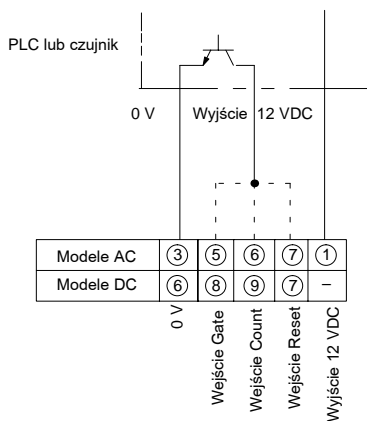 PLC lub czujnik
0 V Wyjście 12 VDC
Modele AC 3 5 6 7 1
Modele DC 6 8 9 7 –
0 V
Wejście Gate
Wejście Count
Wejście Reset
Wyjście 12 VDC